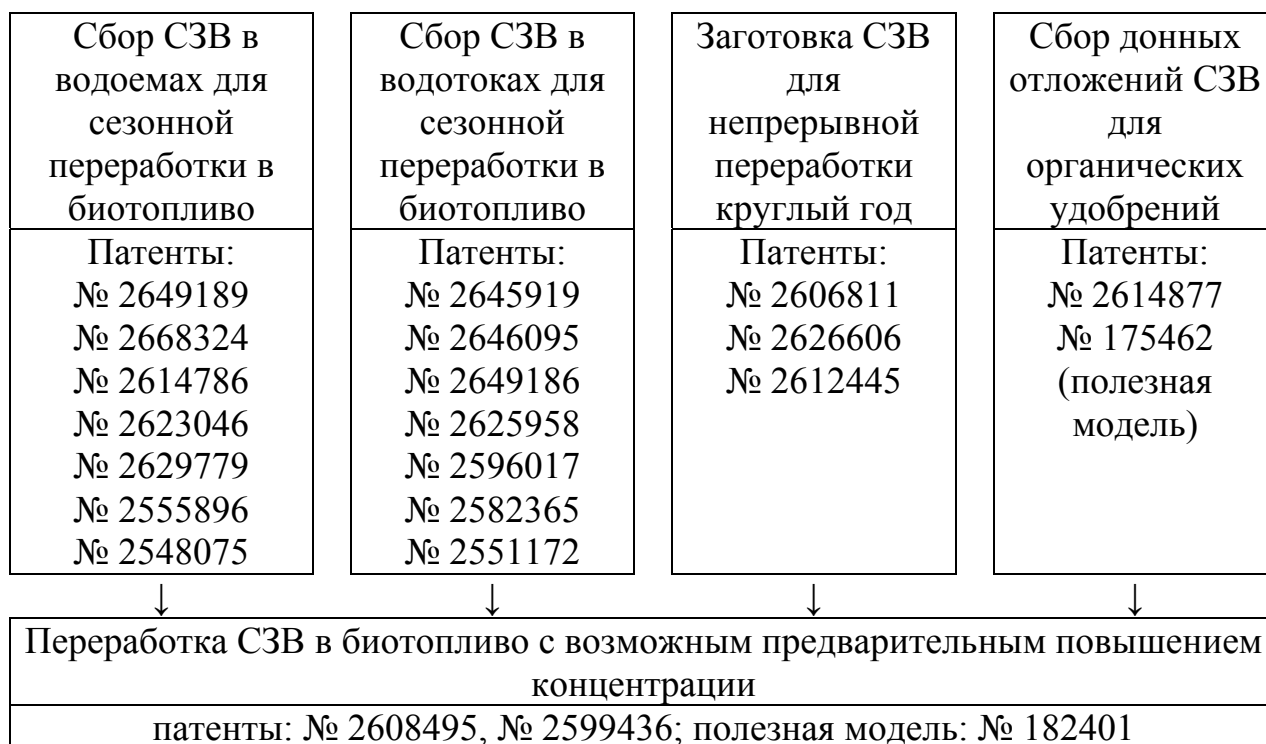 Сбор СЗВ в
водоемах для
сезонной
переработки в
биотопливо
Патенты:
№ 2649189
№ 2668324
№ 2614786
№ 2623046
№ 2629779
№ 2555896
№ 2548075
Сбор СЗВ в
водотоках для
сезонной
переработки в
биотопливо
Патенты:
№ 2645919
№ 2646095
№ 2649186
№ 2625958
№ 2596017
№ 2582365
№ 2551172
Заготовка СЗВ
для
непрерывной
переработки
круглый год
Патенты:
№ 2606811
№ 2626606
№ 2612445
Сбор донных
отложений СЗВ
для
органических
удобрений
Патенты:
№ 2614877
№ 175462
(полезная
модель)
↓ ↓ ↓ ↓
Переработка СЗВ в биотопливо с возможным предварительным повышением
концентрации
патенты: № 2608495, № 2599436; полезная модель: № 182401